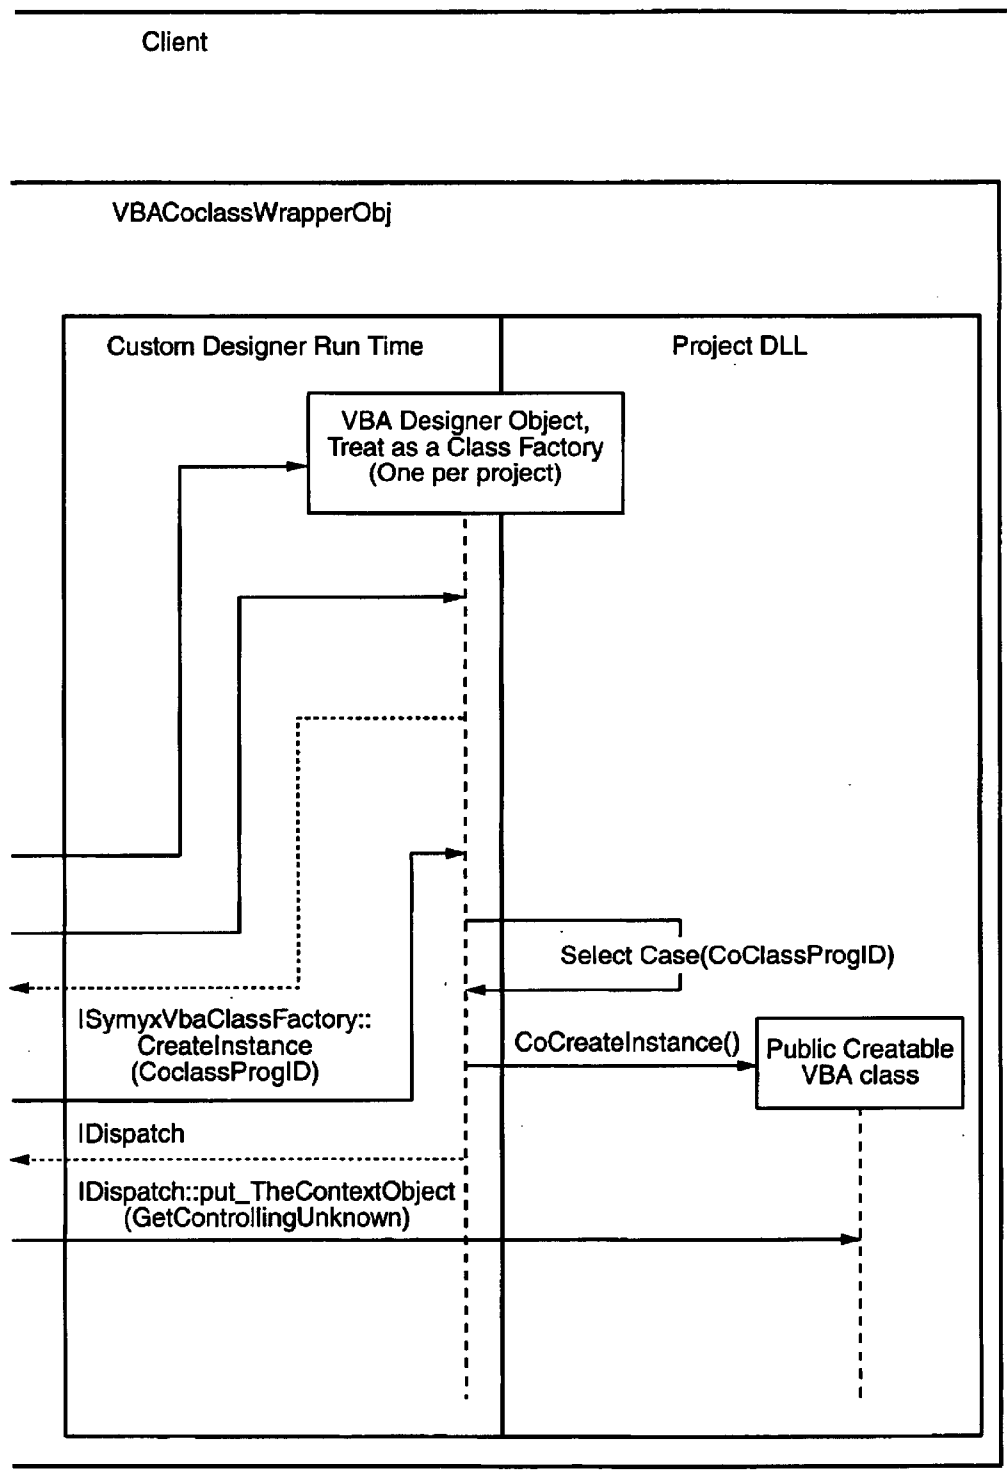 Client
VBACoclassWrapperObj
Custom Designer Run Time
Project DLL
VBA Designer Object,
Treat as a Class Factory
(One per project)
Select Case(CoClassProgID)
ISymyxVbaClassFactory::
CreateInstance
(CoclassProgID)
CoCreateInstance()
Public Creatable
VBA class
IDispatch
IDispatch::put_TheContextObject
(GetControllingUnknown)